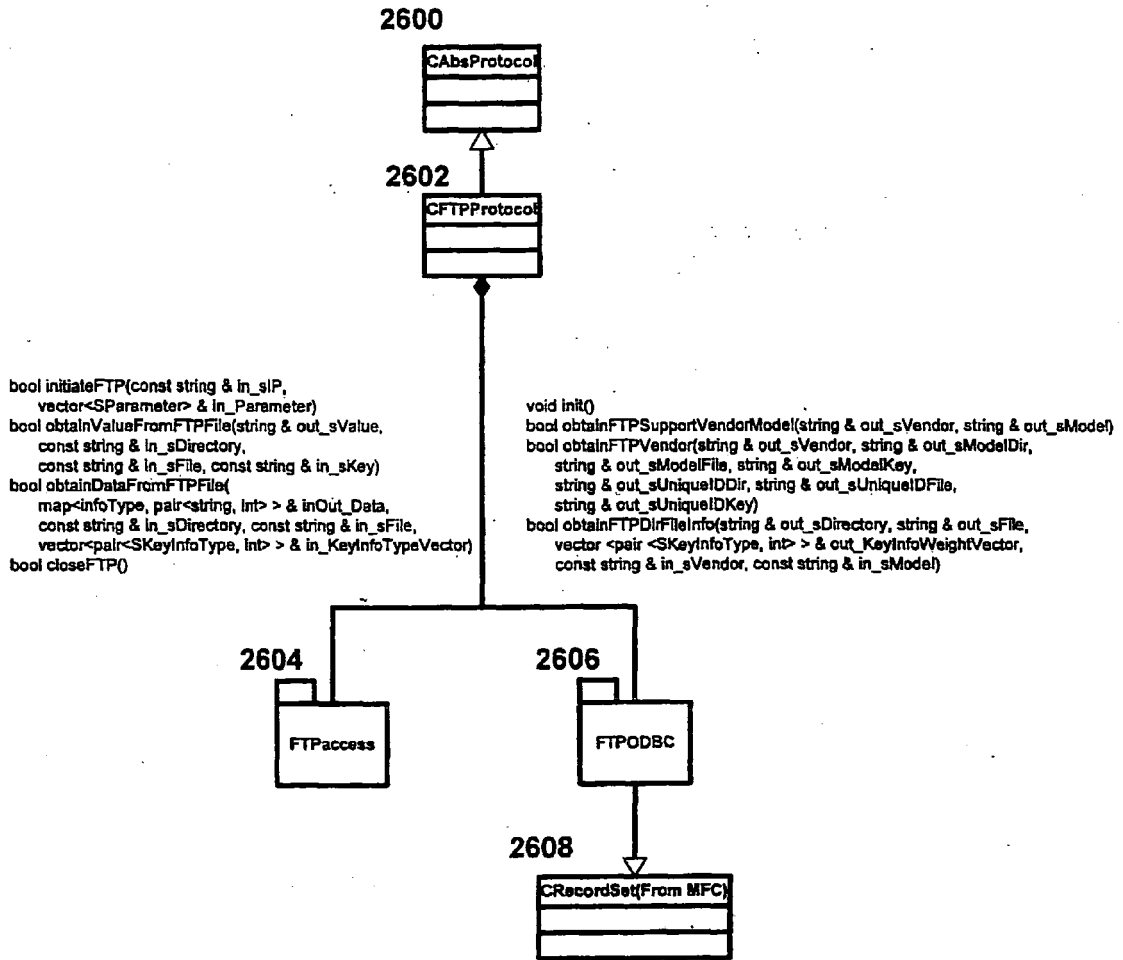 2600
CAbsProtocol
2602
CFTPProtocol
bool initiateFTP(const string & in_sIP,
vector<SParameter> & in_Parameter)
bool obtainValueFromFTPFile(string & out_sValue,
const string & in_sDirectory,
const string & in_sFile, const string & in_sKey)
bool obtainDataFromFTPFile(
map<infoType, pair<string, int> > & inOut_Data,
const string & in_sDirectory, const string & in_sFile,
vector<pair<SKeyInfoType, int> > & in_KeyInfoTypeVector)
bool closeFTP()
void init()
bool obtainFTPSupportVendorModel(string & out_sVendor, string & out_sModel)
bool obtainFTPVendor(string & out_sVendor, string & out_sModelDir,
string & out_sModelFile, string & out_sModelKey,
string & out_sUniqueIDDir, string & out_sUniqueIDFile,
string & out_sUniqueIDKey)
bool obtainFTPDirFileInfo(string & out_sDirectory, string & out_sFile,
vector <pair <SKeyInfoType, int> > & out_KeyInfoWeightVector,
const string & in_sVendor, const string & in_sModel)
2604
FTPaccess
2606
FTPODBC
2608
CRecordSet(From MFC)